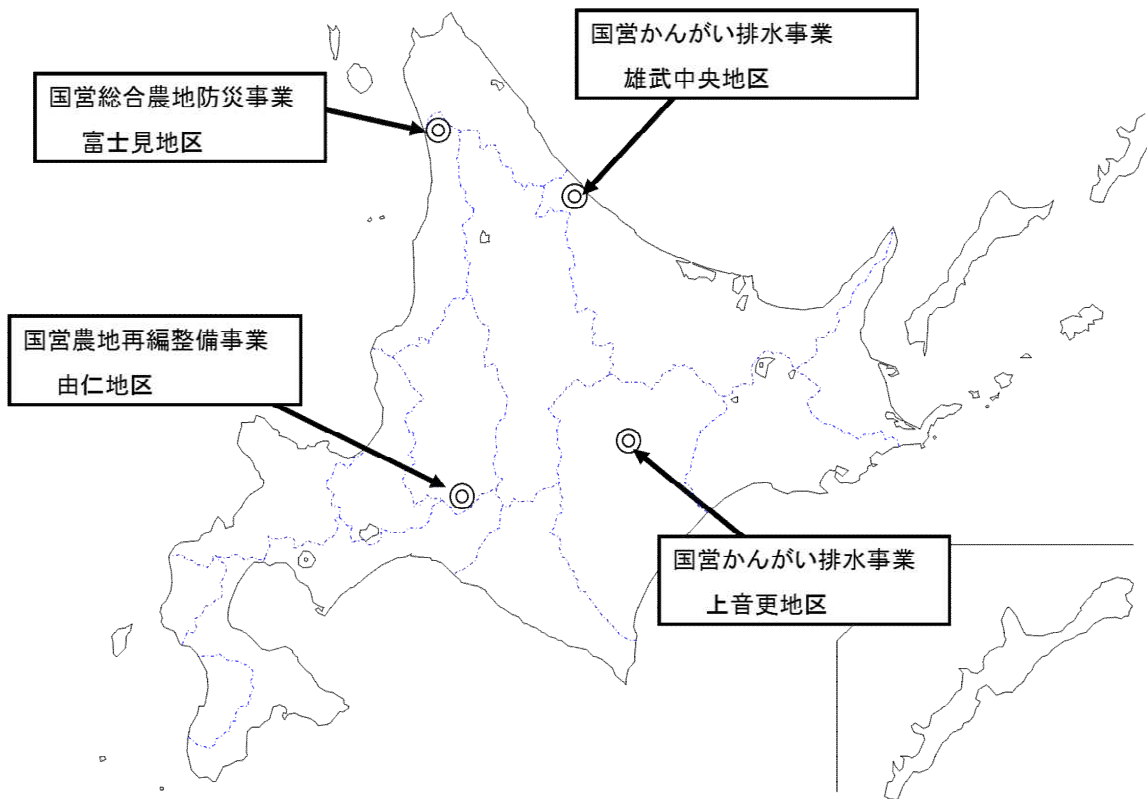 国営かんがい排水事業
雄武中央地区
国営総合農地防災事業
富士見地区
国営農地再編整備事業
由仁地区
国営かんがい排水事業
上音更地区